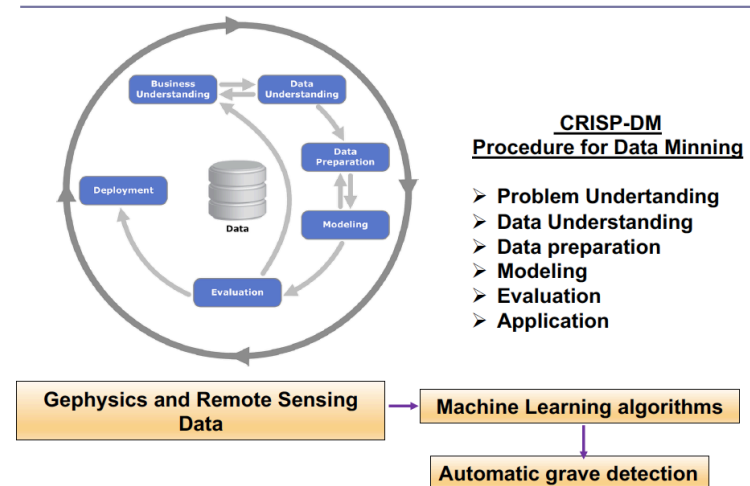 Business
Understanding
Data
Understanding
Data
Preparation
Modeling
Evaluation
Deployment
Data
CRISP-DM
Procedure for Data Minning
Problem Undertanding
Data Understanding
Data preparation
Modeling
Evaluation
Application
Gephysics and Remote Sensing
Data
Machine Learning algorithms
Automatic grave detection